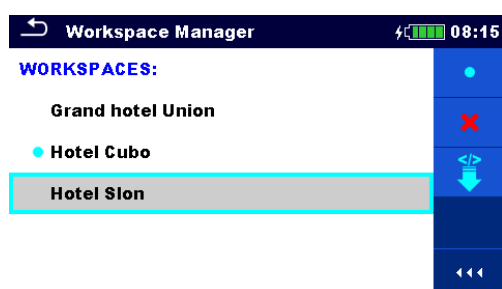 Workspace Manager 08:15
WORKSPACES:
Grand hotel Union
Hotel Cubo
Hotel Slon